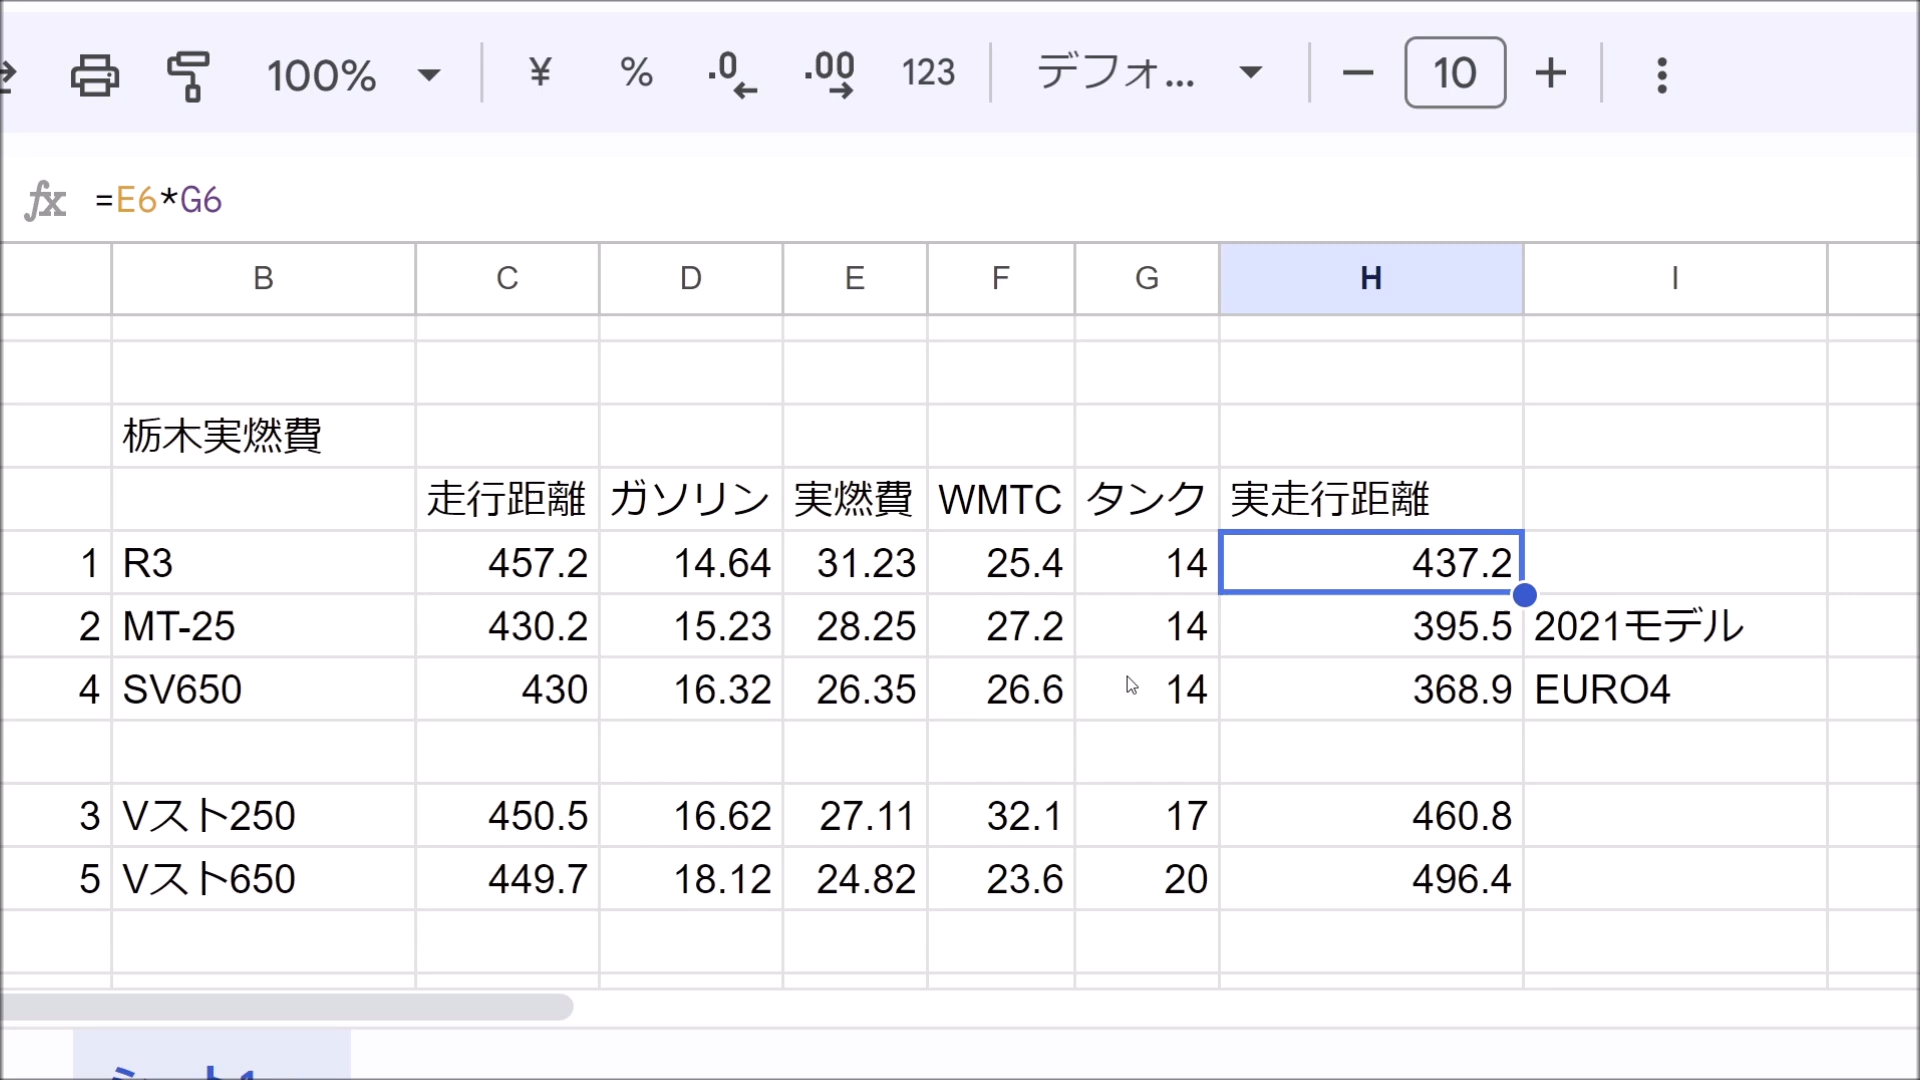 100% ¥ % .0 .00 123 デフォ... − 10 +
fx =E6*G6
B C D E F G H I
栃木実燃費
走行距離 ガソリン 実燃費 WMTC タンク 実走行距離
1 R3 457.2 14.64 31.23 25.4 14 437.2
2 MT-25 430.2 15.23 28.25 27.2 14 395.5 2021モデル
4 SV650 430 16.32 26.35 26.6 14 368.9 EURO4
3 Vスト250 450.5 16.62 27.11 32.1 17 460.8
5 Vスト650 449.7 18.12 24.82 23.6 20 496.4
シート1